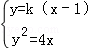 y=k（x-1）
y²=4x